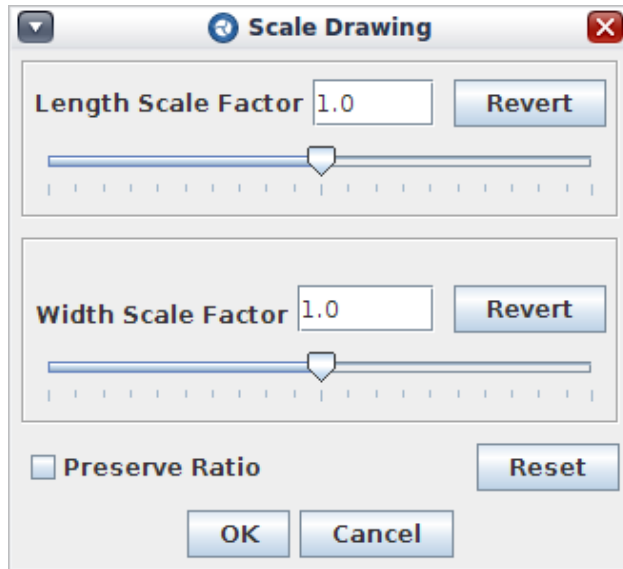 Scale Drawing
Length Scale Factor 1.0 Revert
Width Scale Factor 1.0 Revert
Preserve Ratio Reset
OK Cancel